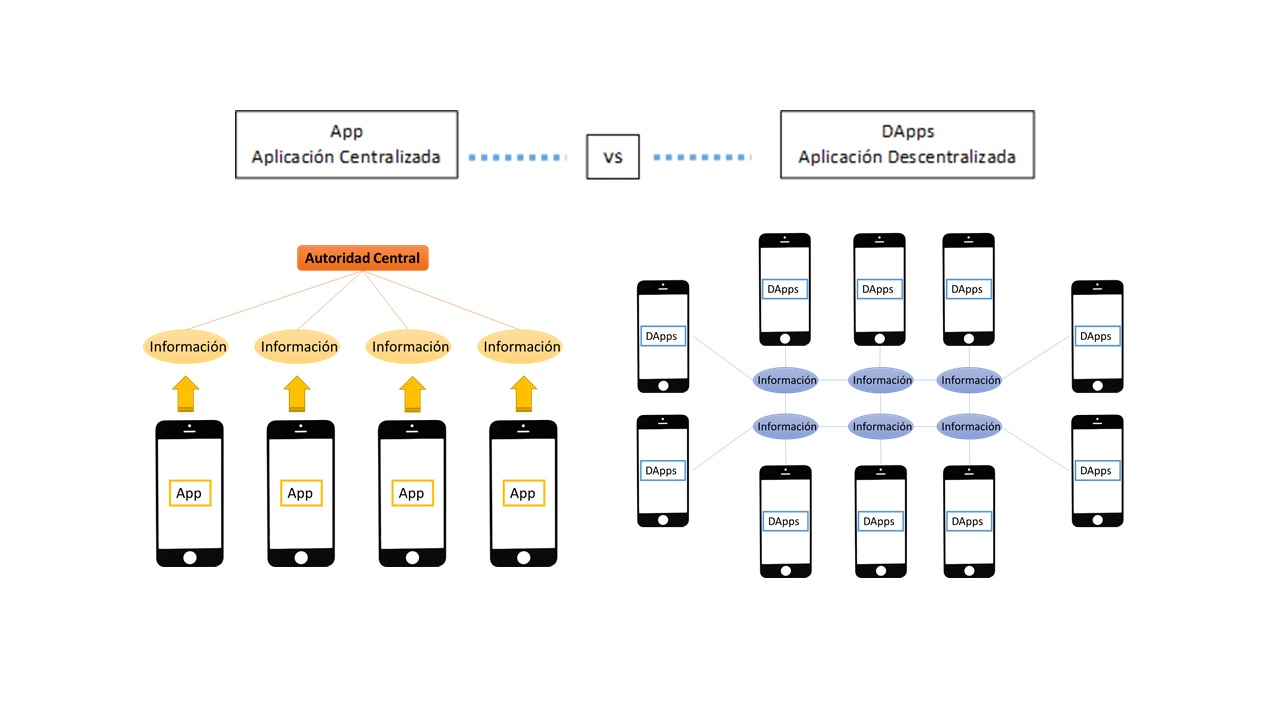 App
Aplicación Centralizada
vs
DApps
Aplicación Descentralizada
Autoridad Central
Información
Información
Información
Información
App
App
App
App
DApps
DApps
DApps
DApps
DApps
Información
Información
Información
Información
Información
Información
DApps
DApps
DApps
DApps
DApps